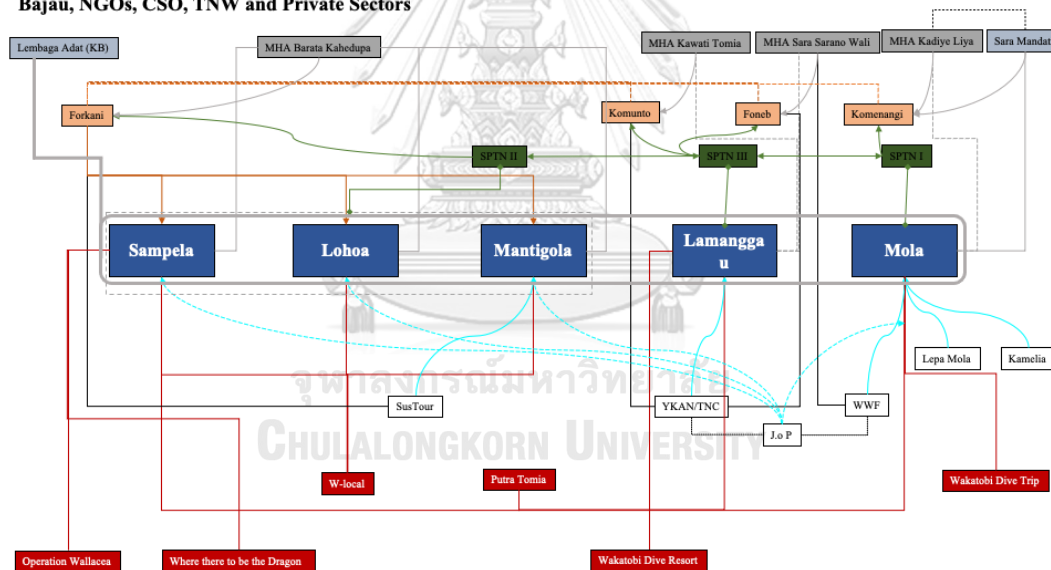 Bajau, NGOs, CSO, TNW and Private Sectors
Lembaga Adat (KB)
MHA Barata Kahedupa
MHA Kawati Tomia
MHA Sara Sarano Wali
MHA Kadiye Liya
Sara Mandati
Forkani
Komunto
Foneb
Komenangi
SPTN II
SPTN III
SPTN I
Sampela
Lohoa
Mantigola
Lamangga
u
Mola
Lepa Mola
Kamelia
จุฬาลงกรณ์มหาวิทยาลัย
SusTour
YKAN/TNC
WWF
J.o P
CHULALONGKORN UNIVERSITY
W-local
Putra Tomia
Wakatobi Dive Trip
Operation Wallacea
Where there to be the Dragon
Wakatobi Dive Resort